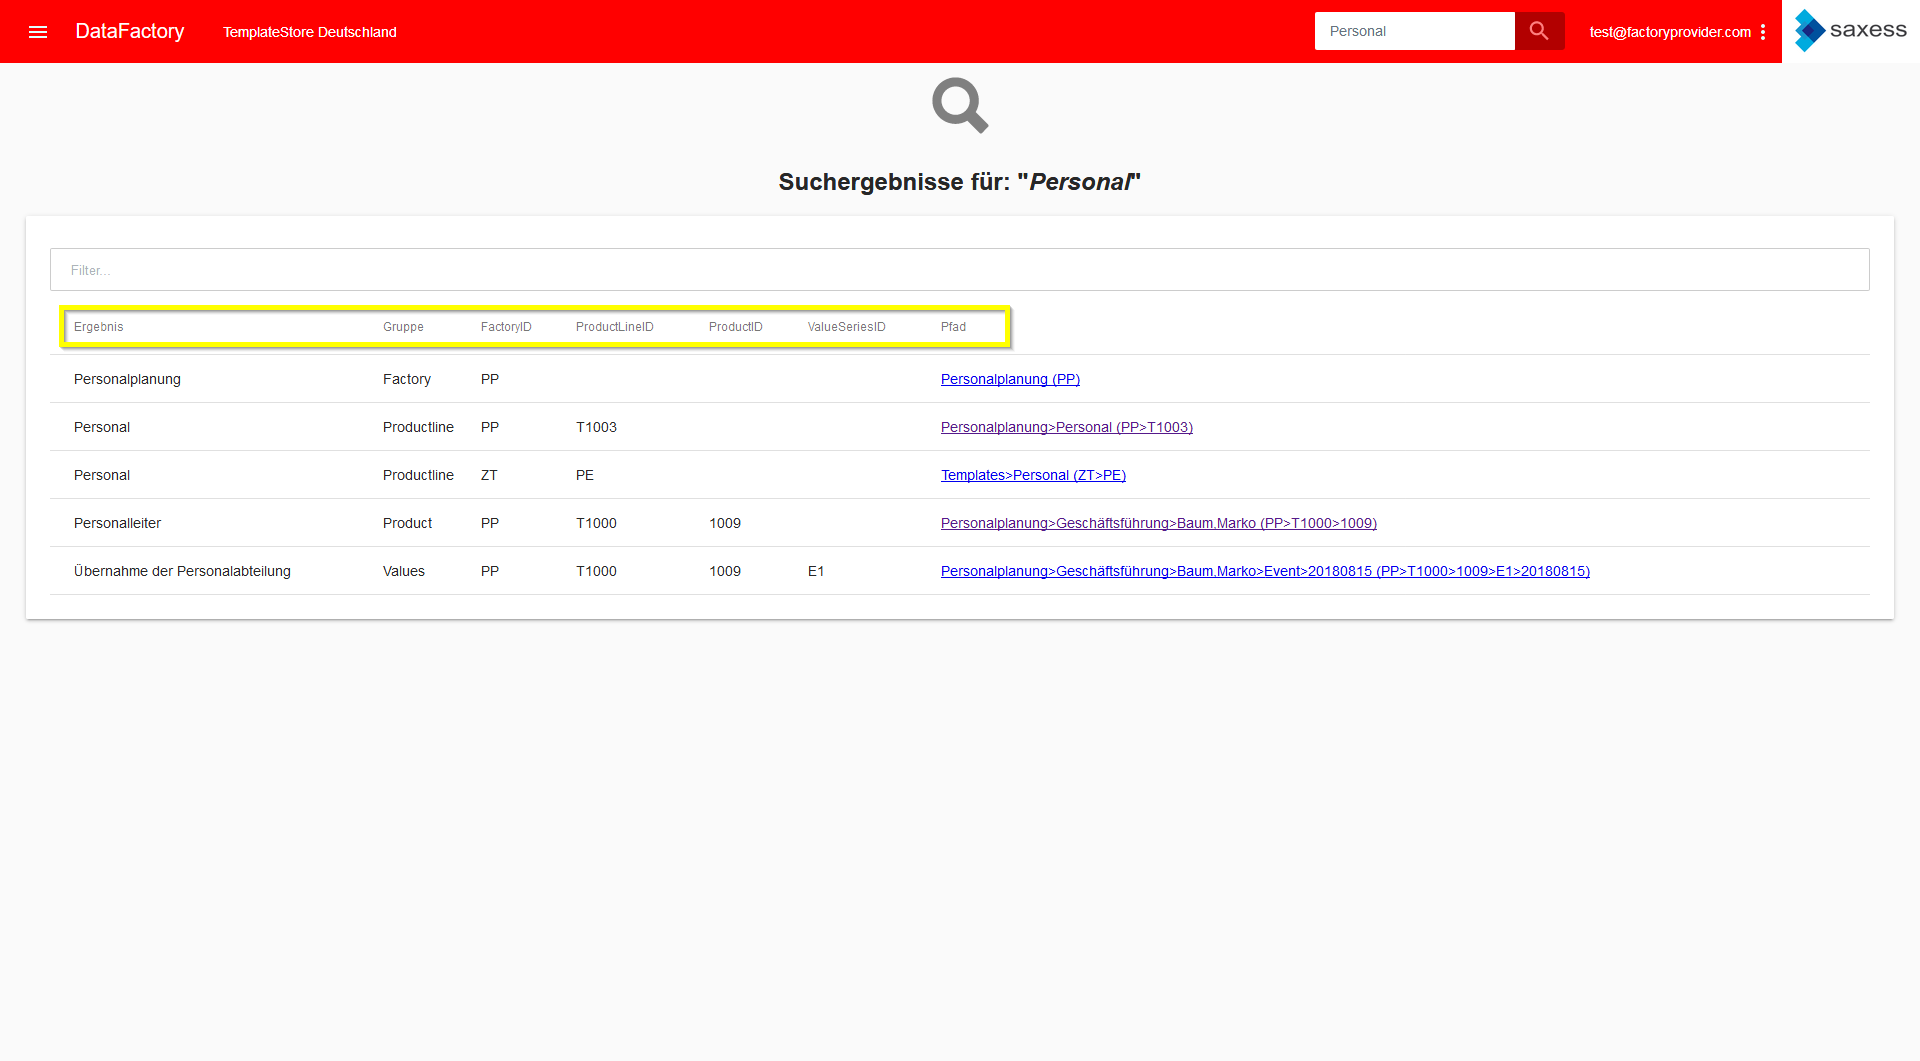 DataFactory TemplateStore Deutschland Personal test@factoryprovider.com saxess
Suchergebnisse für: "Personal"
Filter...
Ergebnis Gruppe FactoryID ProductLineID ProductID ValueSeriesID Pfad
Personalplanung Factory PP Personalplanung (PP)
Personal Productline PP T1003 Personalplanung>Personal (PP>T1003)
Personal Productline ZT PE Templates>Personal (ZT>PE)
Personalleiter Product PP T1000 1009 Personalplanung>Geschäftsführung>Baum,Marko (PP>T1000>1009)
Übernahme der Personalabteilung Values PP T1000 1009 E1 Personalplanung>Geschäftsführung>Baum,Marko>Event>20180815 (PP>T1000>1009>E1>20180815)